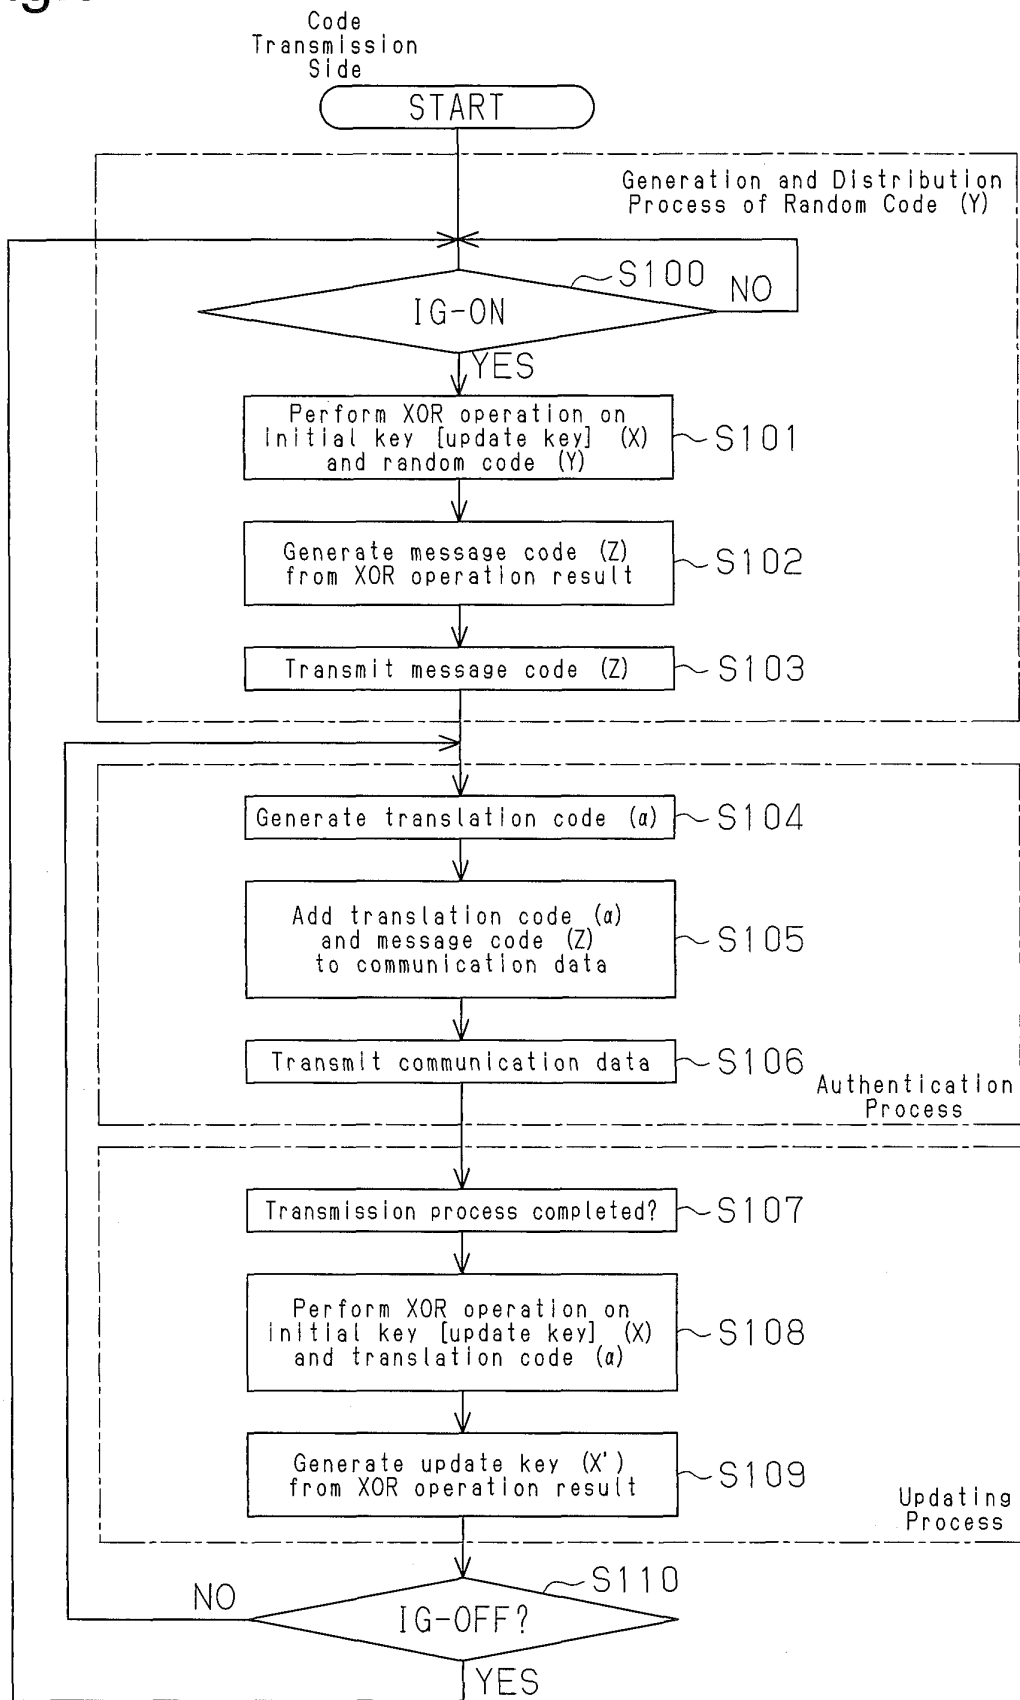 Code
Transmission
Side
START
Generation and Distribution
Process of Random Code (Y)
S100
IG-ON
NO
YES
Perform XOR operation on
initial key [update key] (X)
and random code (Y)
S101
Generate message code (Z)
from XOR operation result
S102
Transmit message code (Z)
S103
Generate translation code (α)
S104
Add translation code (α)
and message code (Z)
to communication data
S105
Transmit communication data
S106
Authentication
Process
Transmission process completed?
S107
Perform XOR operation on
initial key [update key] (X)
and translation code (α)
S108
Generate update key (X')
from XOR operation result
S109
Updating
Process
S110
NO
IG-OFF?
YES